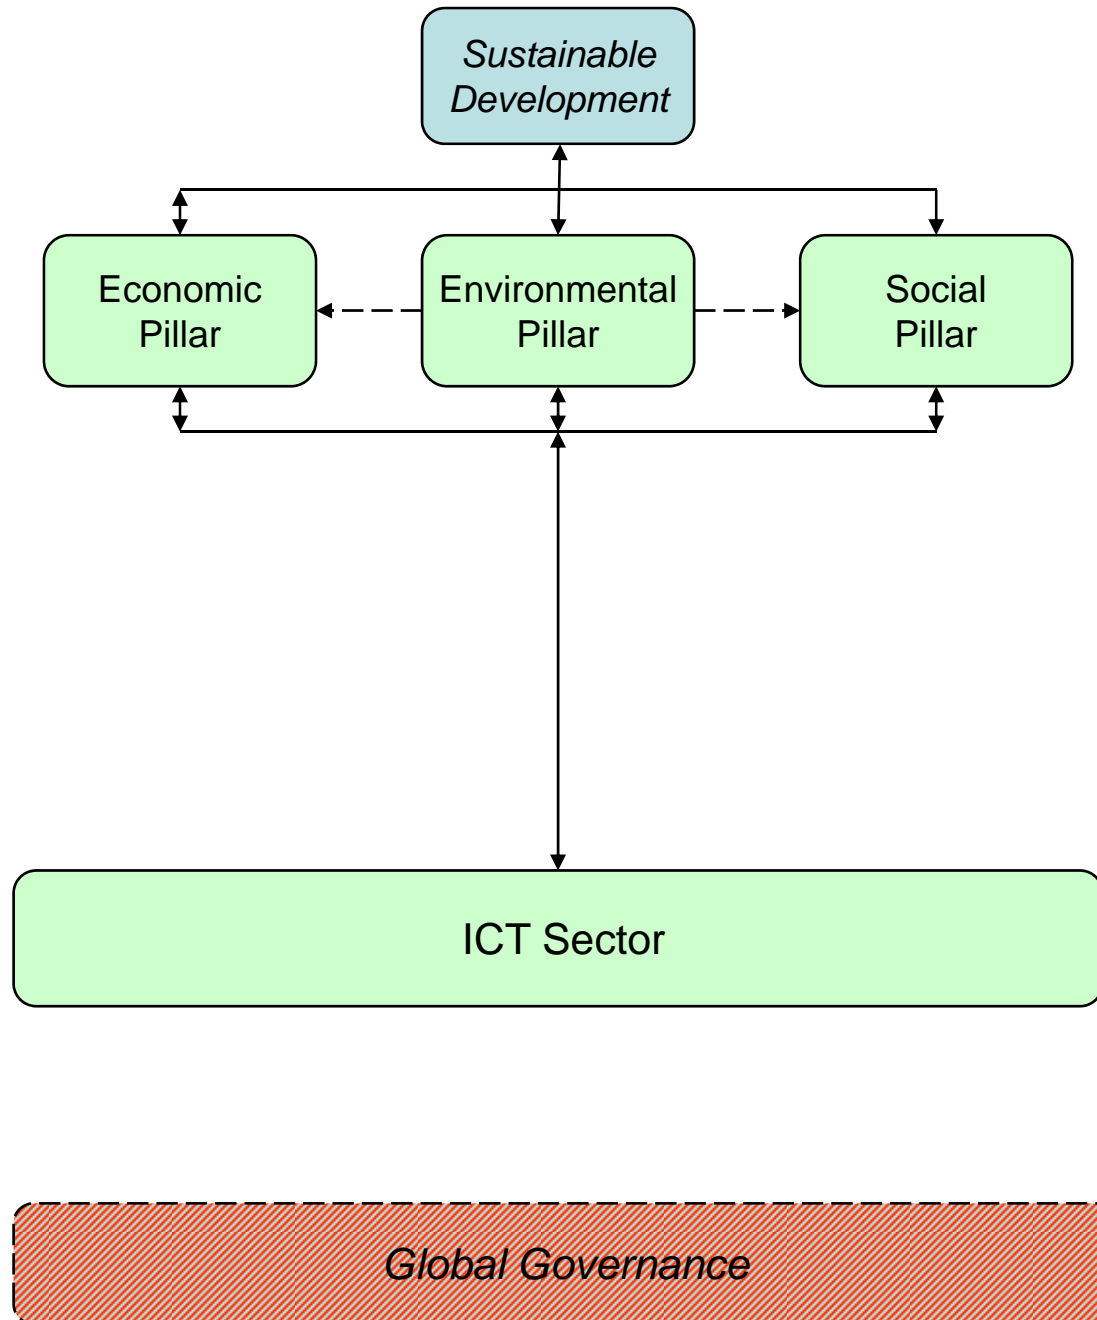 Sustainable
Development
Economic
Pillar
Environmental
Pillar
Social
Pillar
ICT Sector
Global Governance